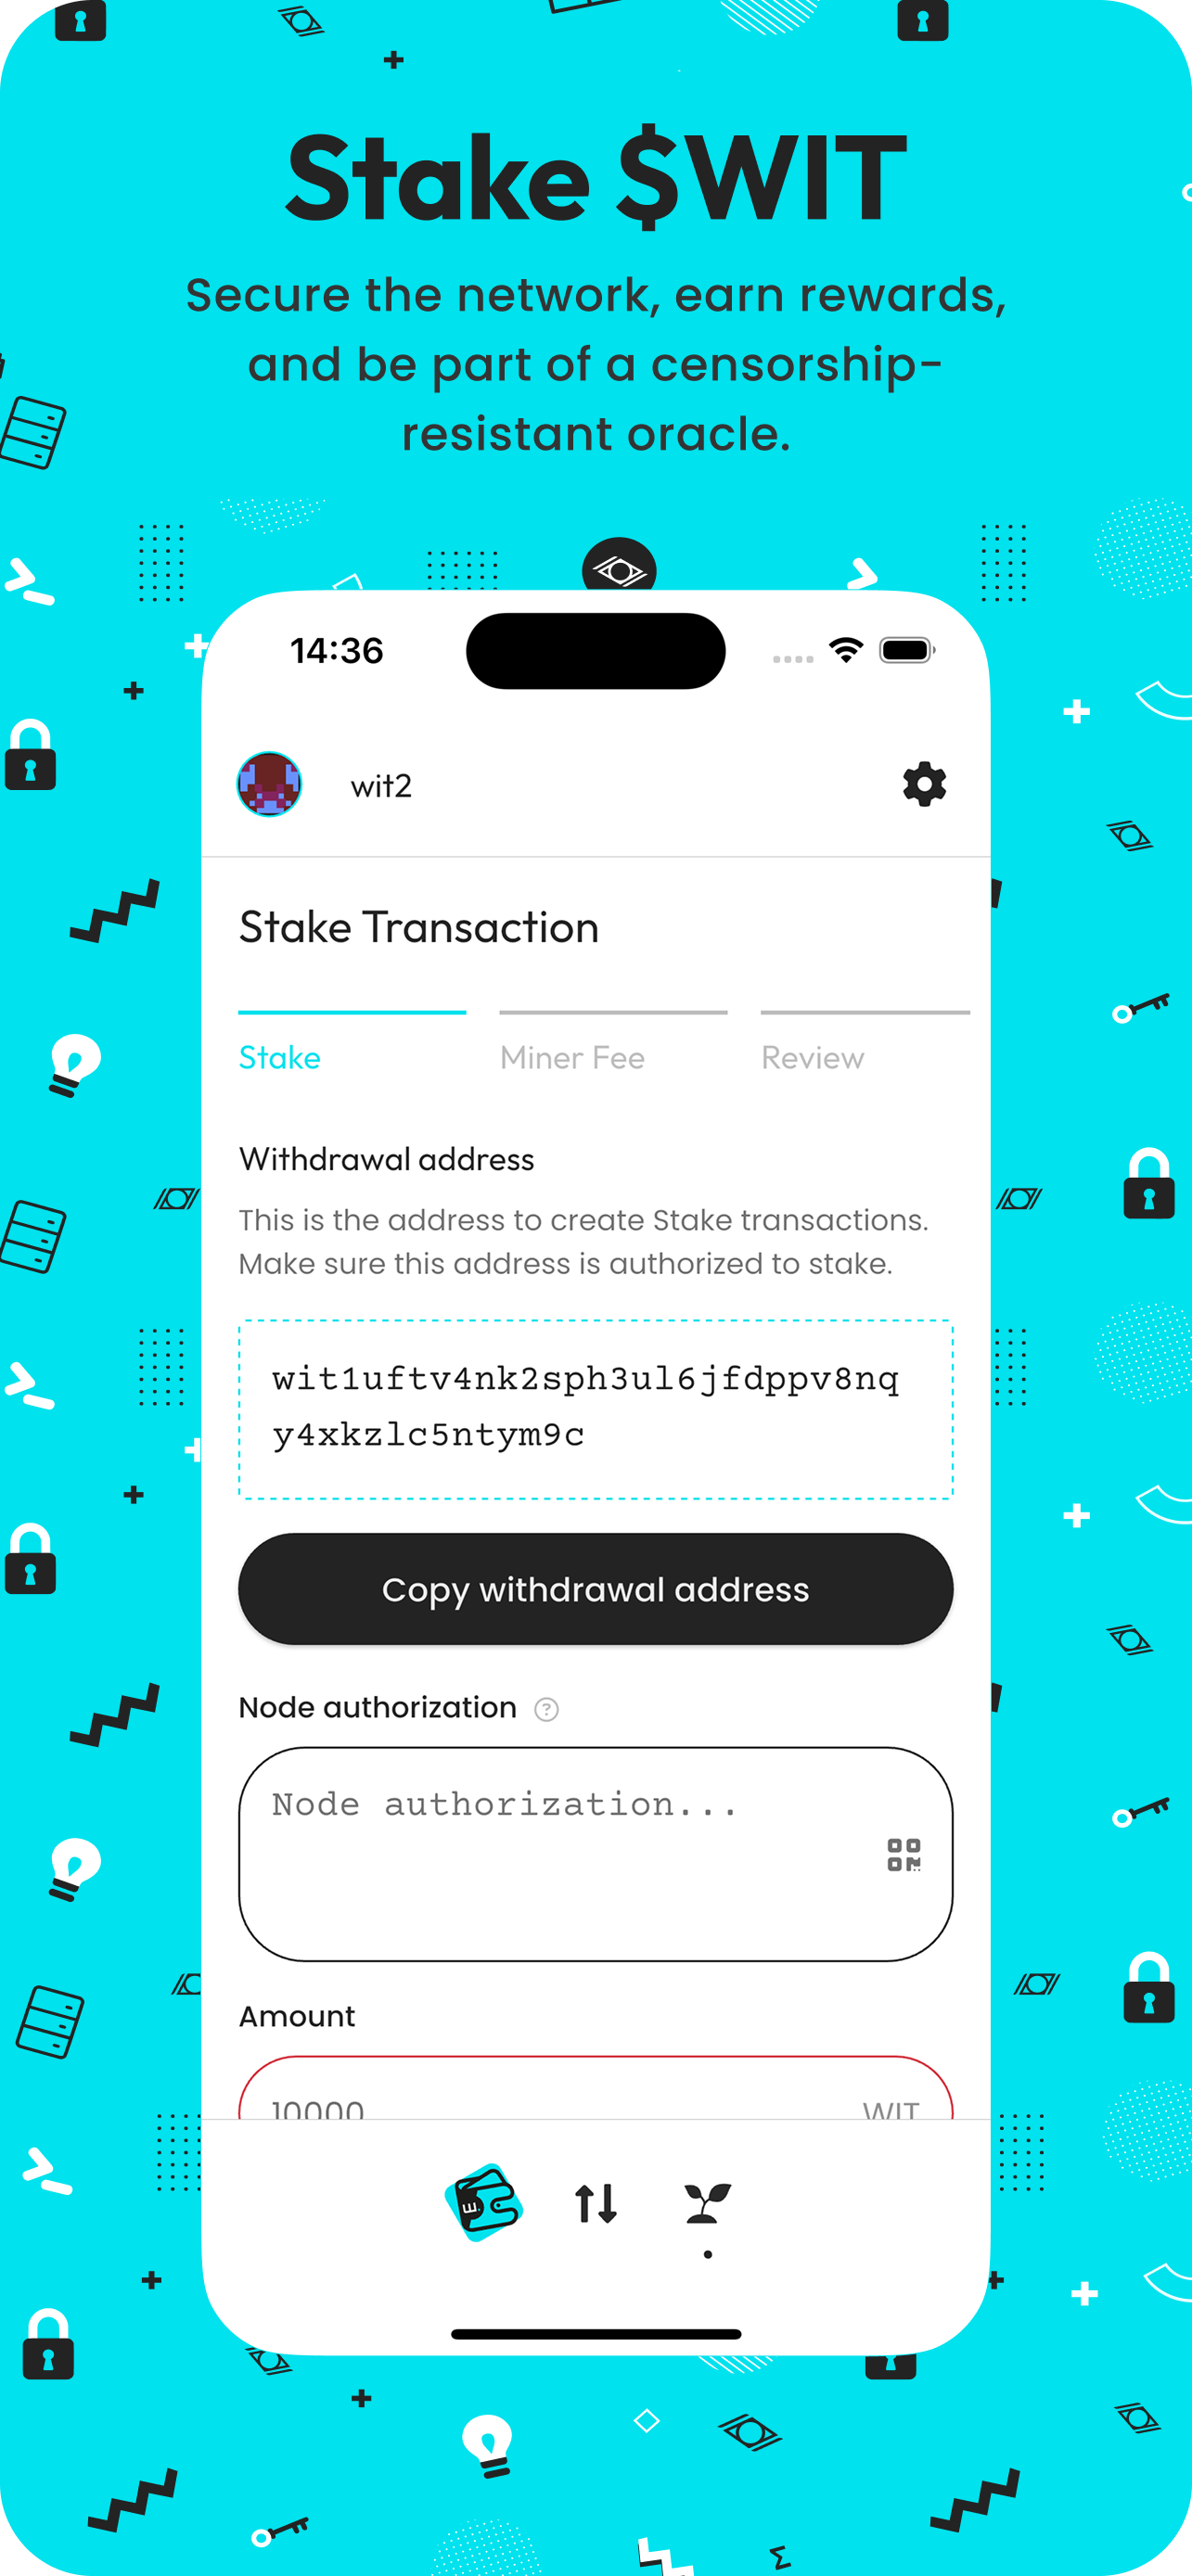 Stake $WIT
Secure the network, earn rewards,
and be part of a censorship-
resistant oracle.
14:36
wit2
Stake Transaction
Stake
Miner Fee
Review
Withdrawal address
This is the address to create Stake transactions.
Make sure this address is authorized to stake.
wit1uftv4nk2sph3ul6jfdppv8nq
y4xkzlc5ntym9c
Copy withdrawal address
Node authorization ?
Node authorization...
Amount
10000 WIT